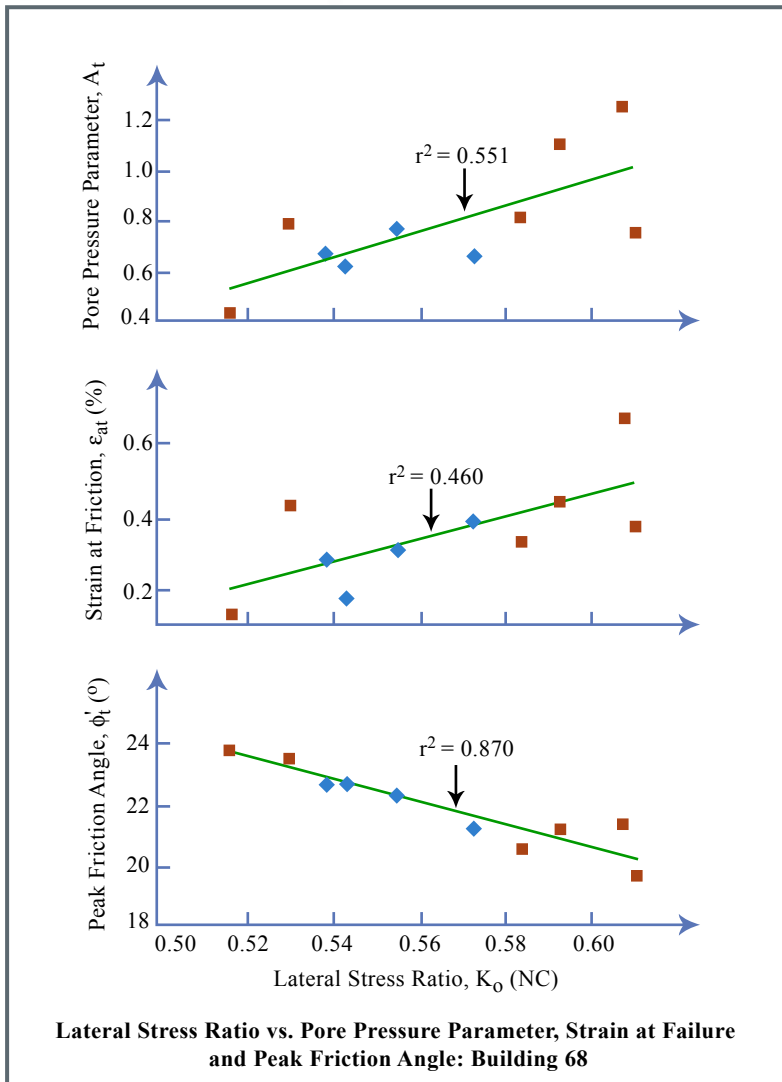 Pore Pressure Parameter, At
1.2
1.0
0.8
0.6
0.4
r² = 0.551
Strain at Friction, εat (%)
0.6
0.4
0.2
r² = 0.460
Peak Friction Angle, ϕ't (º)
24
22
20
18
r² = 0.870
0.50 0.52 0.54 0.56 0.58 0.60
Lateral Stress Ratio, Ko (NC)
Lateral Stress Ratio vs. Pore Pressure Parameter, Strain at Failure
and Peak Friction Angle: Building 68